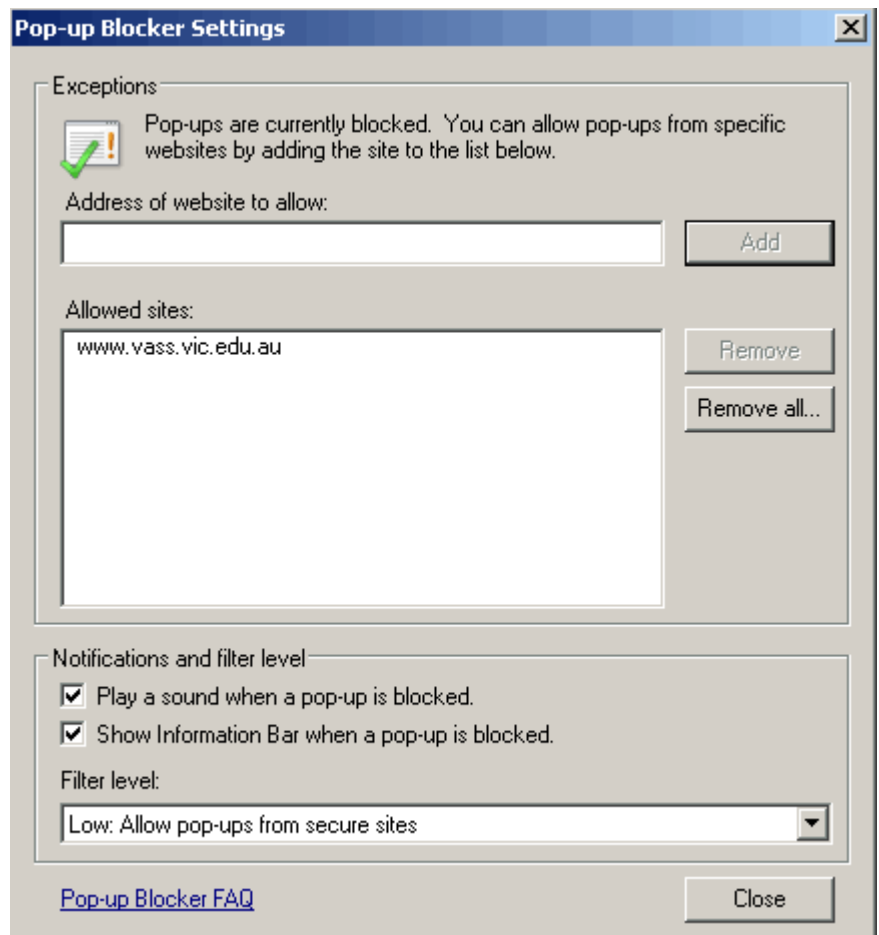 Pop-up Blocker Settings
Exceptions
Pop-ups are currently blocked.  You can allow pop-ups from specific
websites by adding the site to the list below.
Address of website to allow:
Add
Allowed sites:
www.vass.vic.edu.au
Remove
Remove all...
Notifications and filter level
Play a sound when a pop-up is blocked.
Show Information Bar when a pop-up is blocked.
Filter level:
Low: Allow pop-ups from secure sites
Pop-up Blocker FAQ
Close